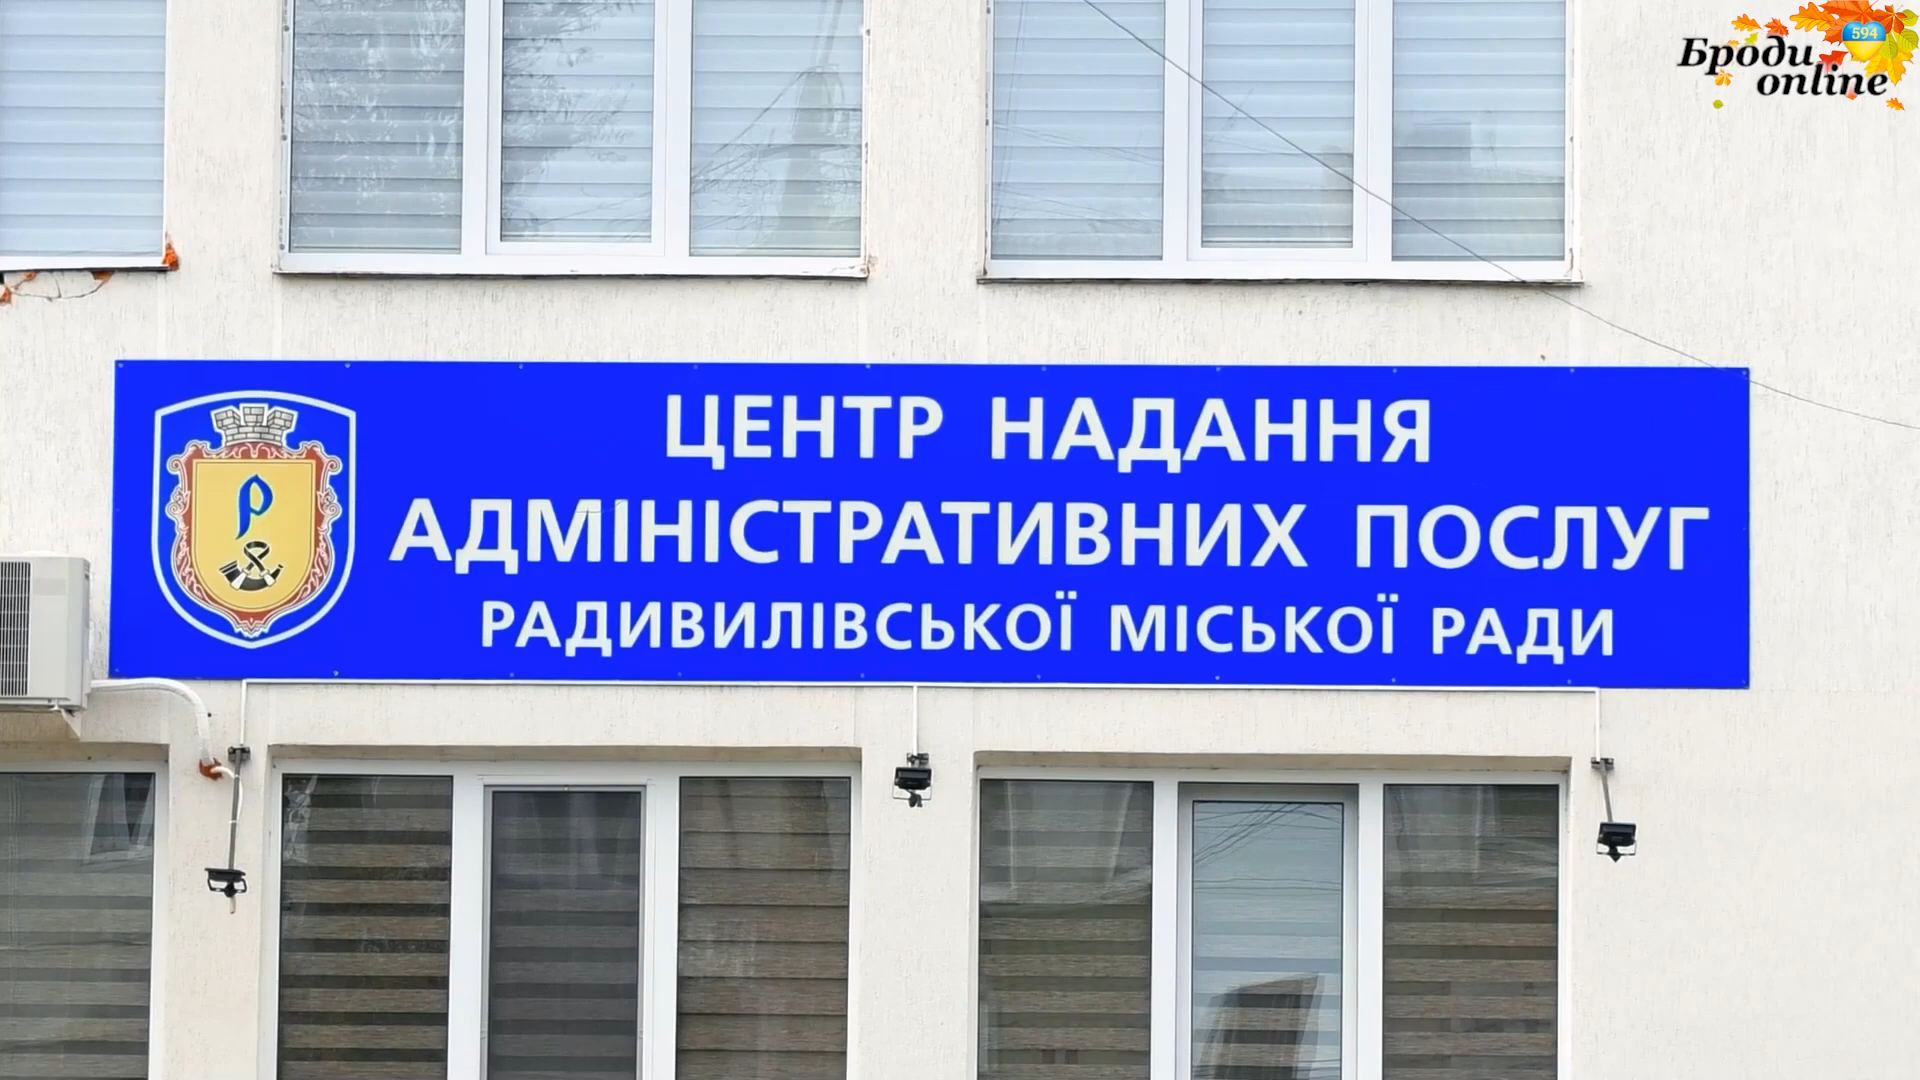 594
Броди
online
ЦЕНТР НАДАННЯ
АДМІНІСТРАТИВНИХ ПОСЛУГ
РАДИВИЛІВСЬКОЇ МІСЬКОЇ РАДИ
Р